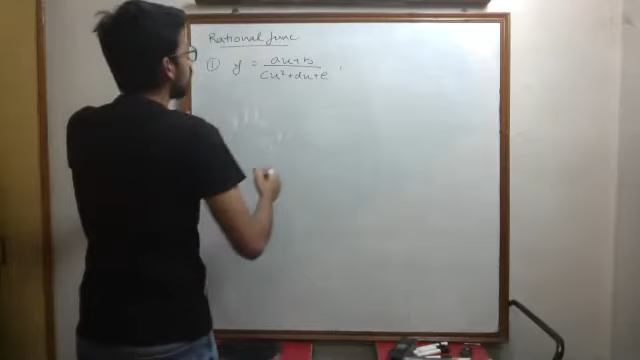 Rational func
① y = ax+b / cx²+dx+e ,